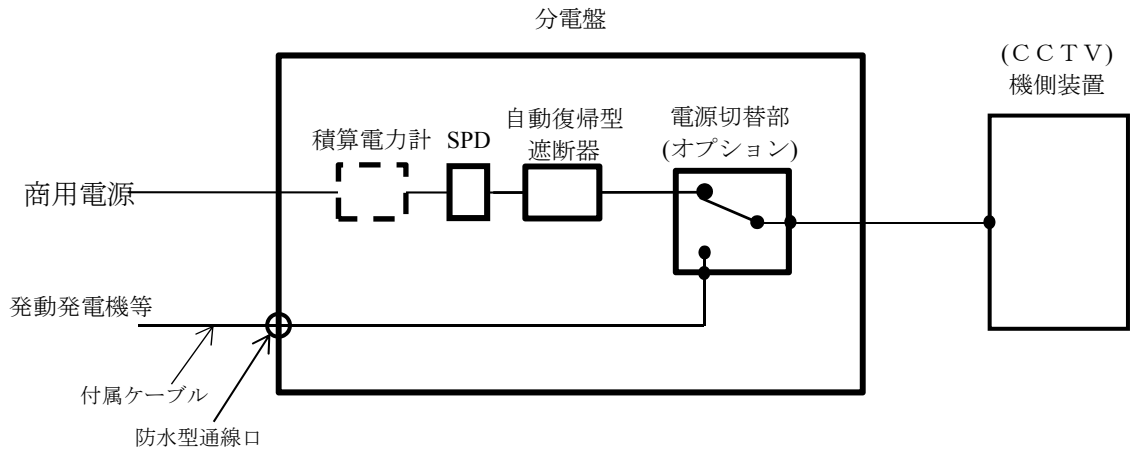 分電盤
(ＣＣＴＶ)
機側装置
積算電力計
SPD
自動復帰型
遮断器
電源切替部
(オプション)
商用電源
発動発電機等
付属ケーブル
防水型通線口